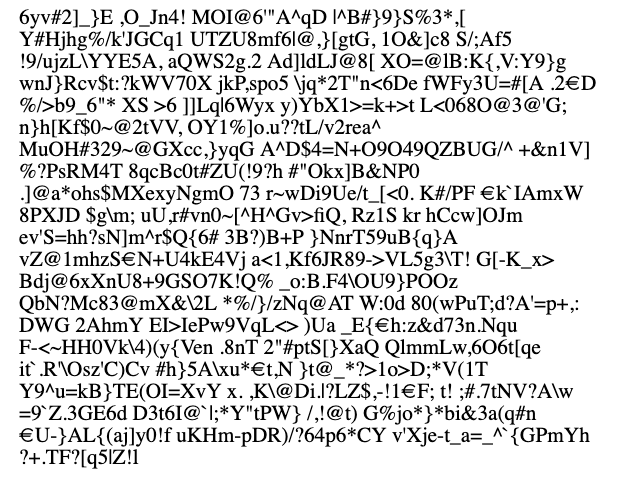 6yv#2]_}E ,O_Jn4! MOI@6'"A^qD |^B#}9}S%3*,[
Y#Hjhg%/k'JGCq1 UTZU8mf6l@,}[gtG, 1O&]c8 S/;Af5
!9/ujzL\YYE5A, aQWS2g.2 Ad]ldLJ@8[ XO=@lB:K{,V:Y9}g
wnJ}Rcv$t:?kWV70X jkP,spo5 \jq*2T"n<6De fWFy3U=#[A .2€D
%/>b9_6"* XS >6 ]]Lql6Wyx y)YbX1>=k+>t L<068O@3@'G;
n}h[Kf$0~@2tVV, OY1%]o.u??tL/v2rea^
MuOH#329~@GXcc,}yqG A^D$4=N+O9O49QZBUG/^ +&n1V]
%?PsRM4T 8qcBc0t#ZU(!9?h #"Okx]B&NP0
.]@a*ohs$MXexyNgmO 73 r~wDi9Ue/t_[<0. K#/PF €k`IAmxW
8PXJD $g\m; uU,r#vn0~[^H^Gv>fiQ, Rz1S kr hCcw]OJm
ev'S=hh?sN]m^r$Q{6# 3B?)B+P }NnrT59uB{q}A
vZ@1mhzS€N+U4kE4Vj a<1,Kf6JR89->VL5g3\T! G[-K_x>
Bdj@6xXnU8+9GSO7K!Q% _o:B.F4\OU9}POOz
QbN?Mc83@mX&\2L *%/}/zNq@AT W:0d 80(wPuT;d?A'=p+,:
DWG 2AhmY EI>IePw9VqL<> )Ua _E{€h:z&d73n.Nqu
F-<~HH0Vk\4)(y{Ven .8nT 2"#ptS[}XaQ QlmmLw,6O6t[qe
it`.R'\Osz'C)Cv #h}5A\xu*€t,N }t@_*?>1o>D;*V(1T
Y9^u=kB}TE(OI=XvY x. ,K\@Di.|?LZ$,-!1€F; t! ;#.7tNV?A\w
=9`Z.3GE6d D3t6I@`|;*Y"tPW} /,!@t) G%jo*}*bi&3a(q#n
€U-}AL{(aj]y0!f uKHm-pDR)/?64p6*CY v'Xje-t_a=_^`{GPmYh
?+.TF?[q5|Z!l